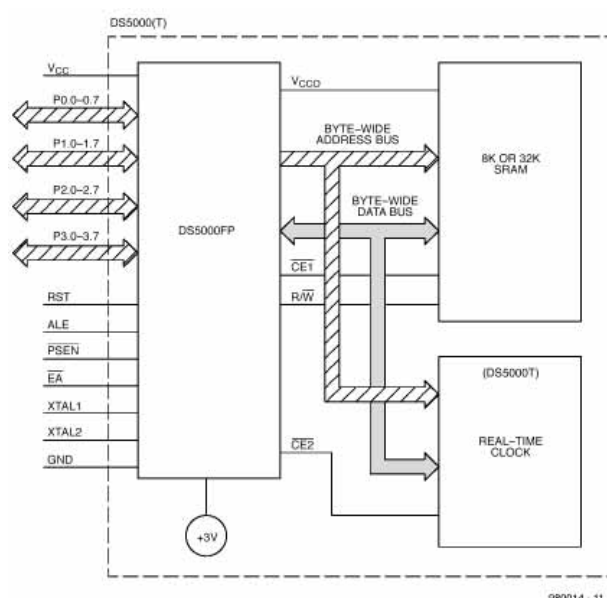 DS5000(T)
VCC
P0.0–0.7
P1.0–1.7
P2.0–2.7
P3.0–3.7
RST
ALE
PSEN
EA
XTAL1
XTAL2
GND
DS5000FP
+3V
VCCO
BYTE–WIDE
ADDRESS BUS
BYTE–WIDE
DATA BUS
CE1
R/W
CE2
8K OR 32K
SRAM
(DS5000T)
REAL–TIME
CLOCK